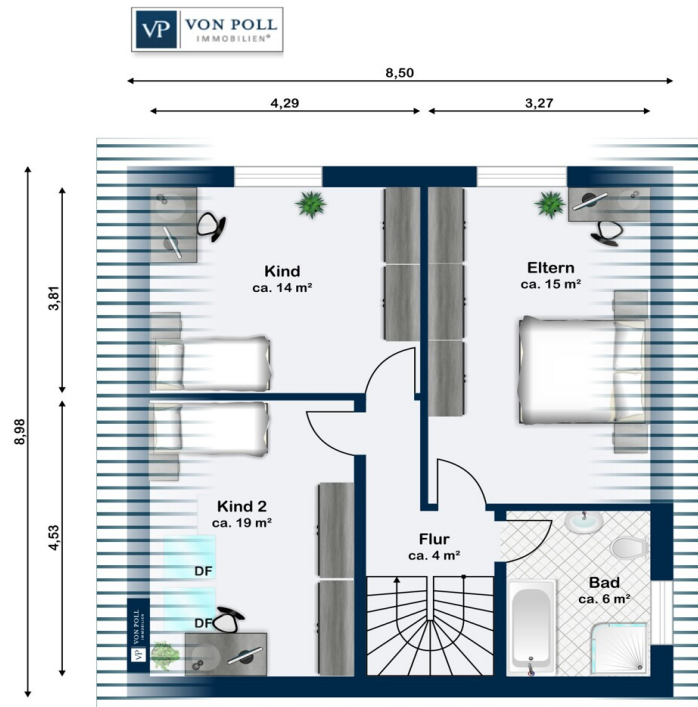 VP VON POLL
IMMOBILIEN®
8,50
4,29
3,27
3,81
8,98
4,53
Kind
ca. 14 m²
Eltern
ca. 15 m²
Kind 2
ca. 19 m²
DF
DF
Flur
ca. 4 m²
Bad
ca. 6 m²
VP VON POLL
IMMOBILIEN